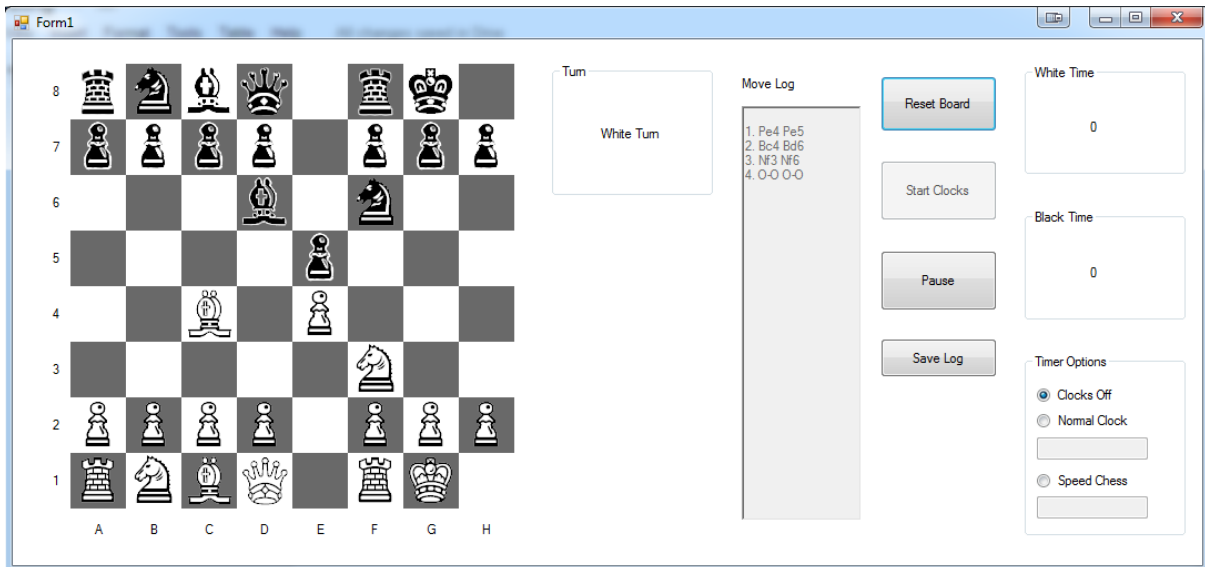 Form1
8
7
6
5
4
3
2
1
A B C D E F G H
Turn
White Turn
Move Log
1. Pe4 Pe5
2. Bc4 Bd6
3. Nf3 Nf6
4. O-O O-O
Reset Board
Start Clocks
Pause
Save Log
White Time
0
Black Time
0
Timer Options
Clocks Off
Normal Clock
Speed Chess